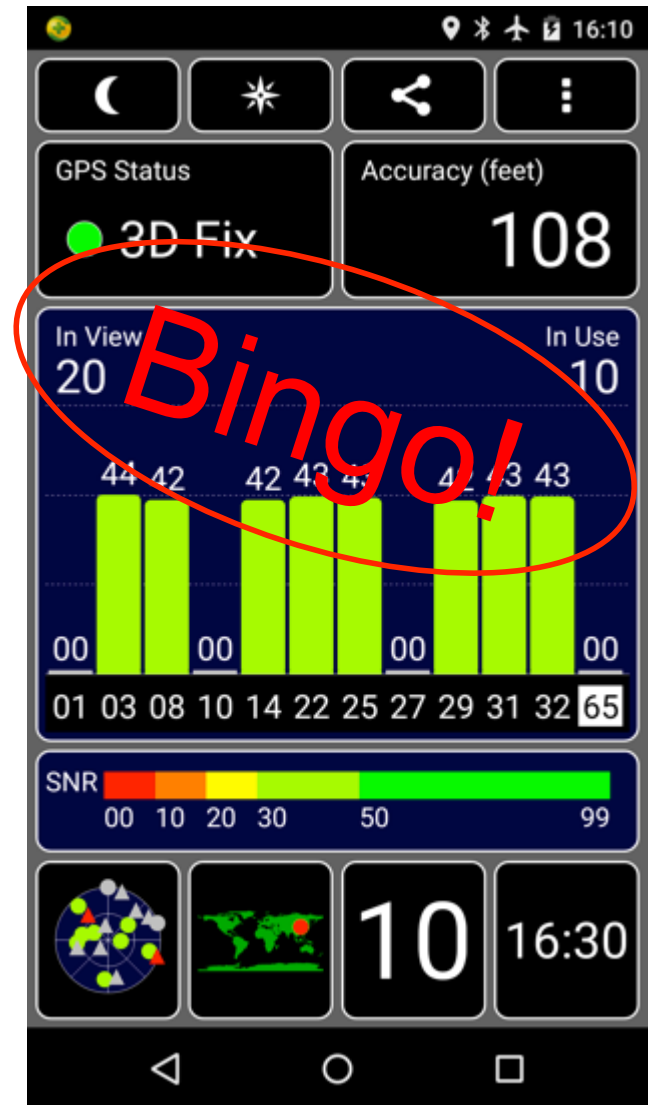 16:10
GPS Status
3D Fix
Accuracy (feet)
108
In View
20
In Use
10
Bingo!
44 42 42 43 43 42 43 43
00 00 00 00
01 03 08 10 14 22 25 27 29 31 32 65
SNR
00 10 20 30 50 99
10
16:30